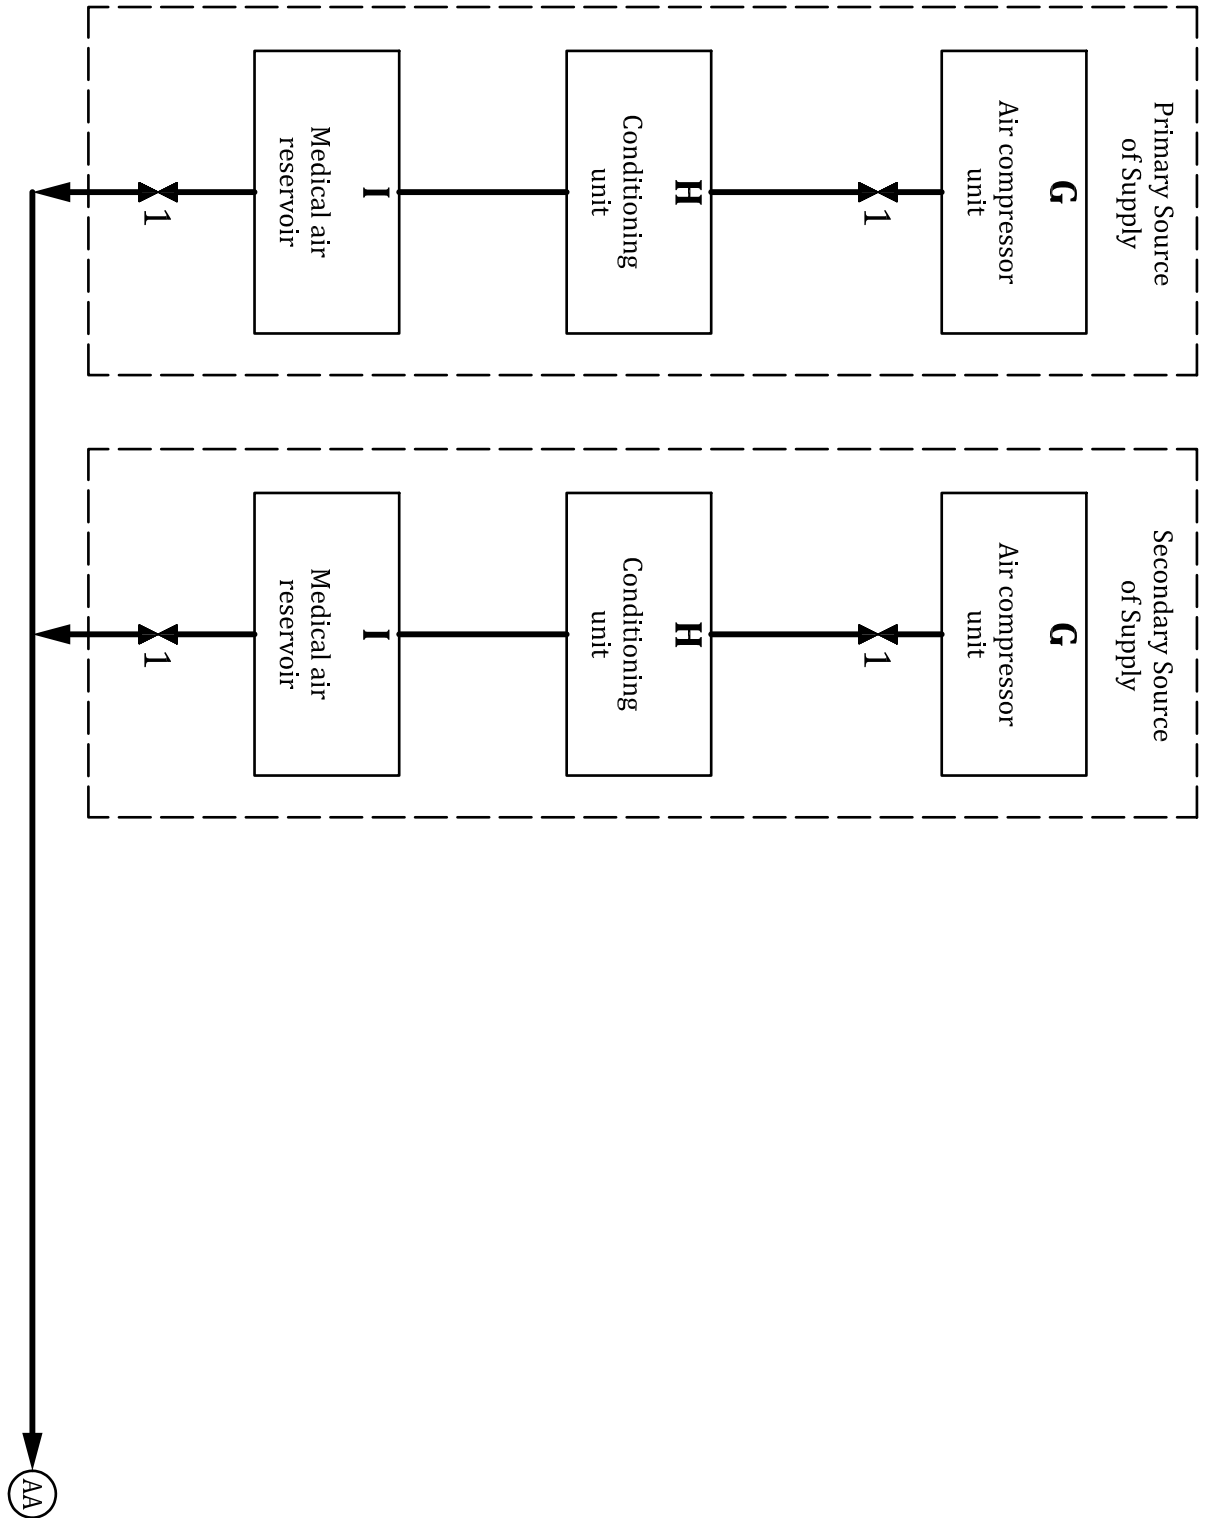 Primary Source
of Supply
G
Air compressor
unit
1
H
Conditioning
unit
I
Medical air
reservoir
1
Secondary Source
of Supply
G
Air compressor
unit
1
H
Conditioning
unit
I
Medical air
reservoir
1
AA